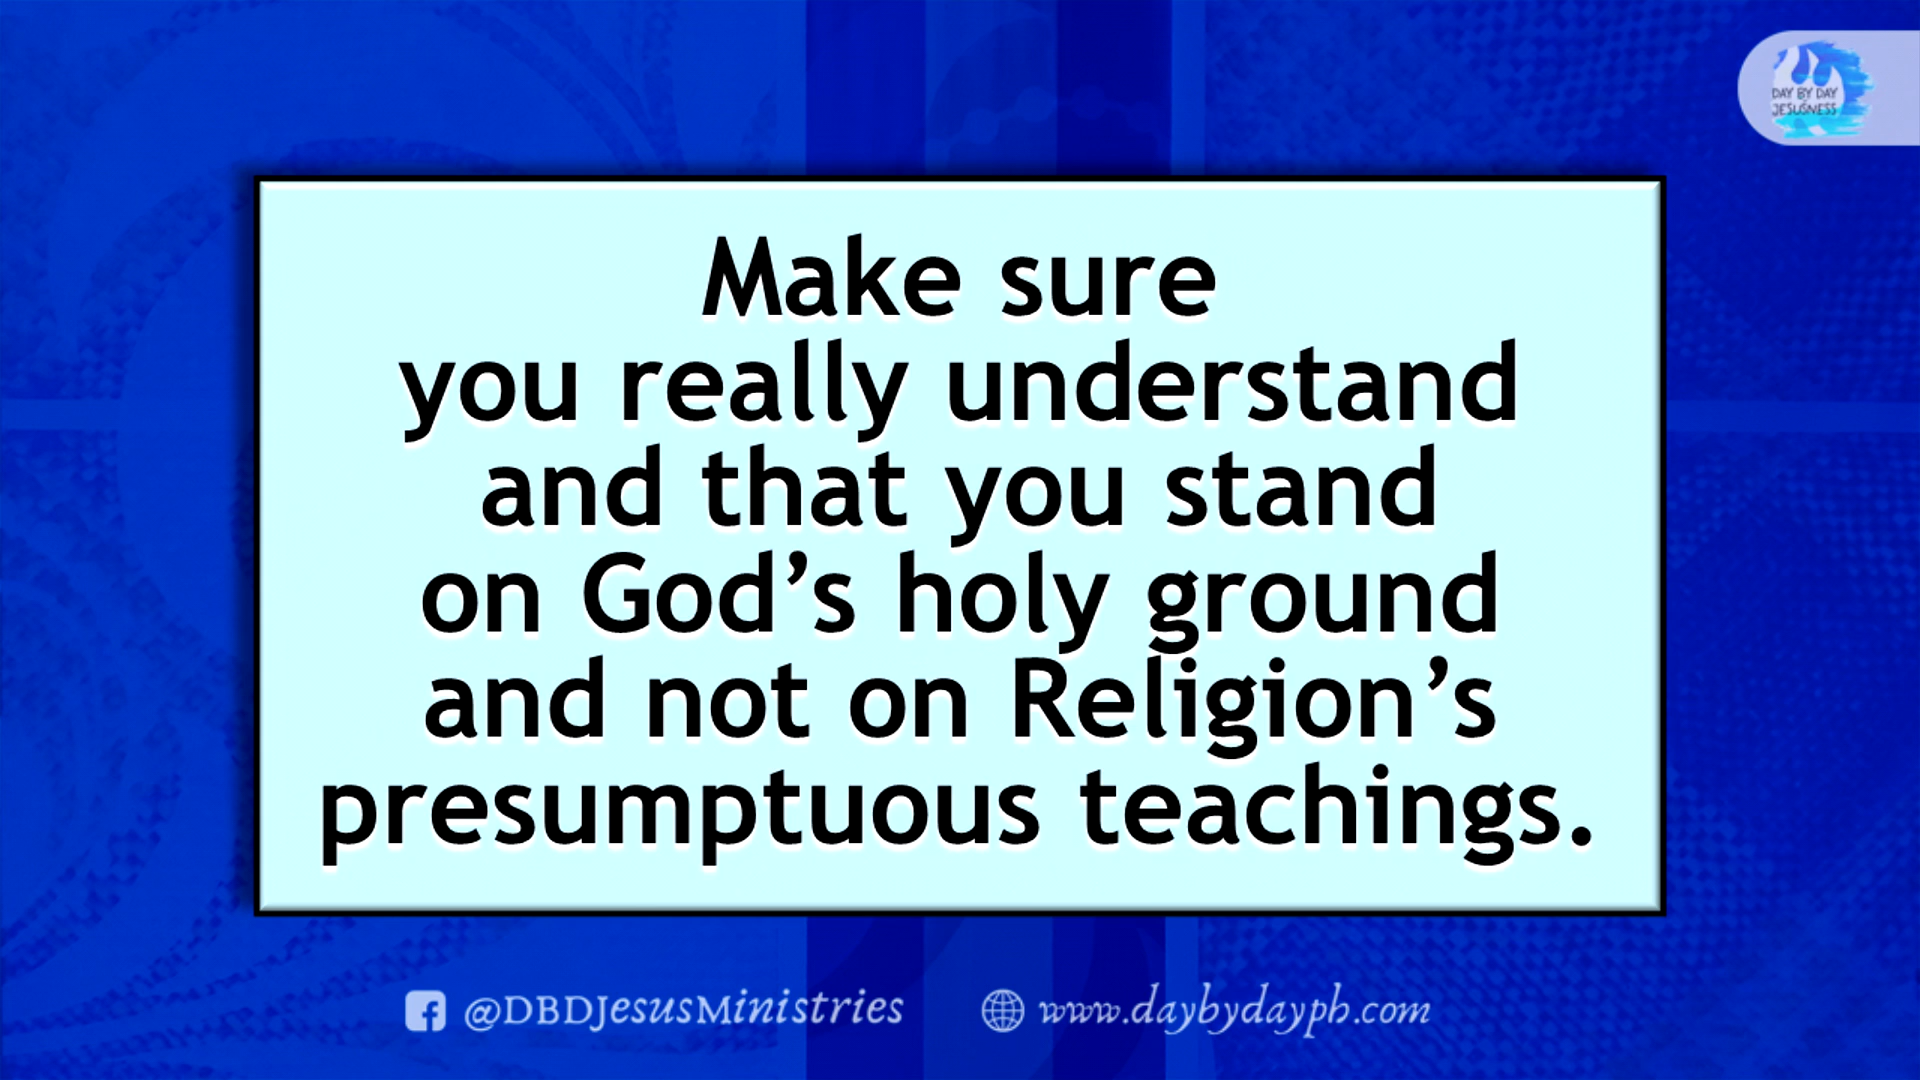 DAY BY DAY
JESUSNESS
Make sure
you really understand
and that you stand
on God’s holy ground
and not on Religion’s
presumptuous teachings.
@DBDJesusMinistries
www.daybydayph.com